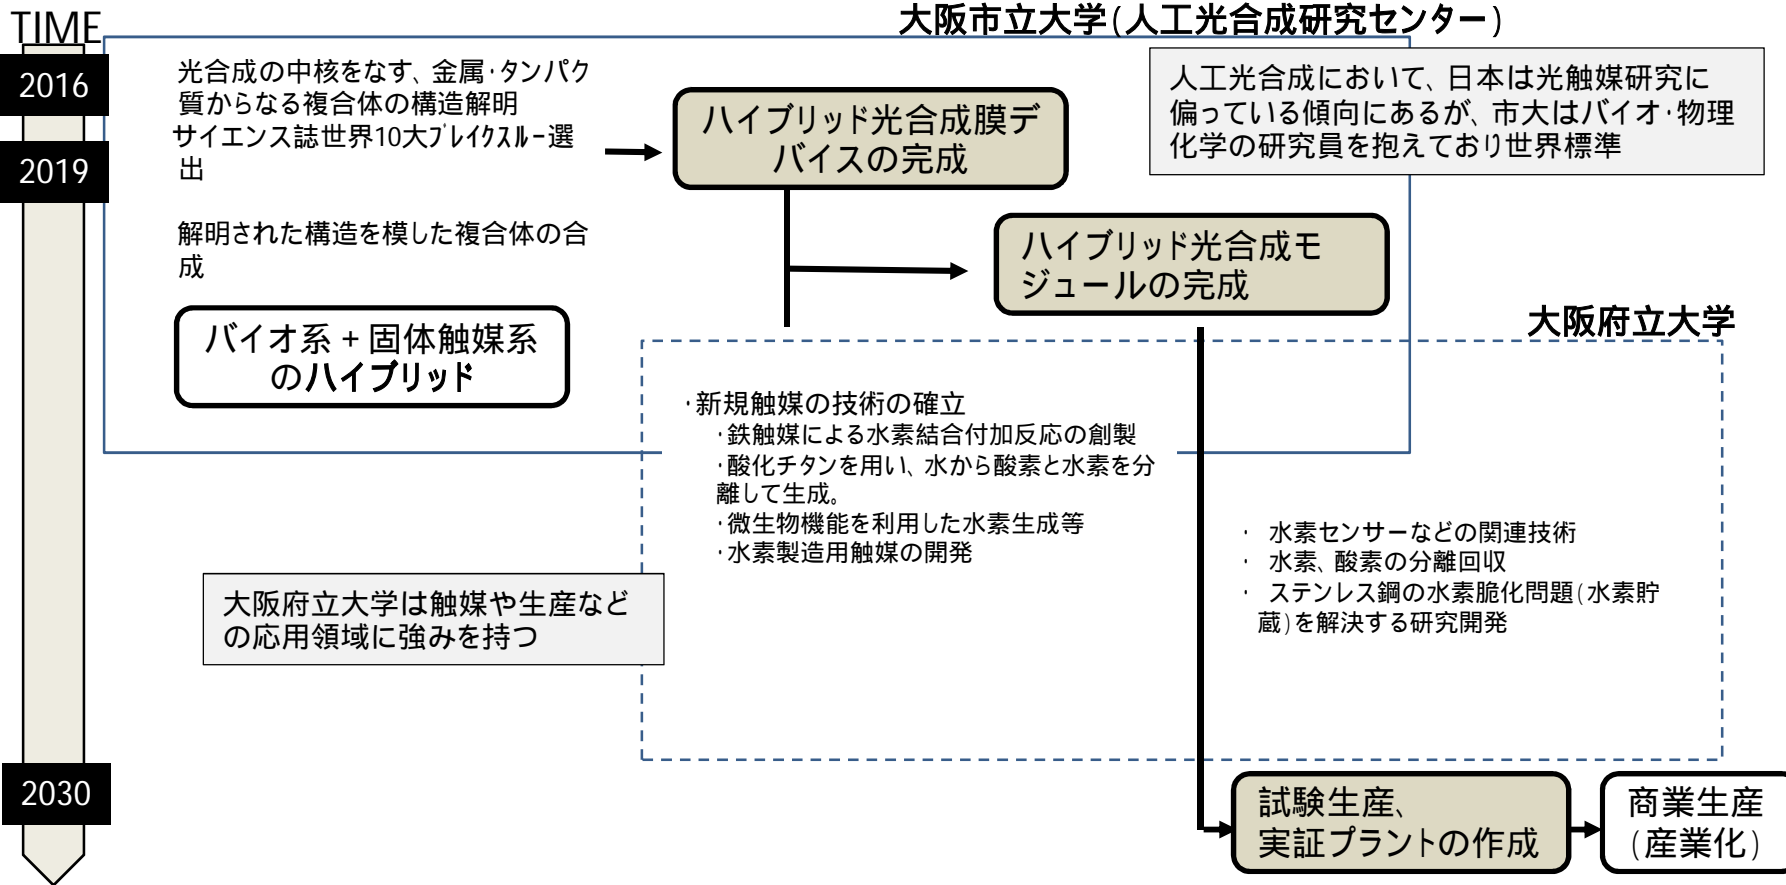 TIME
大阪市立大学(人工光合成研究センター)
2016
2019
2030
光合成の中核をなす、金属･タンパク
質からなる複合体の構造解明
サイエンス誌世界10大ﾌﾞﾚｲｸｽﾙｰ選
出
解明された構造を模した複合体の合
成
バイオ系 + 固体触媒系
のハイブリッド
ハイブリッド光合成膜デ
バイスの完成
人工光合成において、日本は光触媒研究に
偏っている傾向にあるが、市大はバイオ･物理
化学の研究員を抱えており世界標準
ハイブリッド光合成モ
ジュールの完成
大阪府立大学
･新規触媒の技術の確立
･鉄触媒による水素結合付加反応の創製
･酸化チタンを用い、水から酸素と水素を分
離して生成。
･微生物機能を利用した水素生成等
･水素製造用触媒の開発
･ 水素センサーなどの関連技術
･ 水素、酸素の分離回収
･ ステンレス鋼の水素脆化問題(水素貯
蔵)を解決する研究開発
大阪府立大学は触媒や生産など
の応用領域に強みを持つ
試験生産、
実証プラントの作成
商業生産
(産業化)